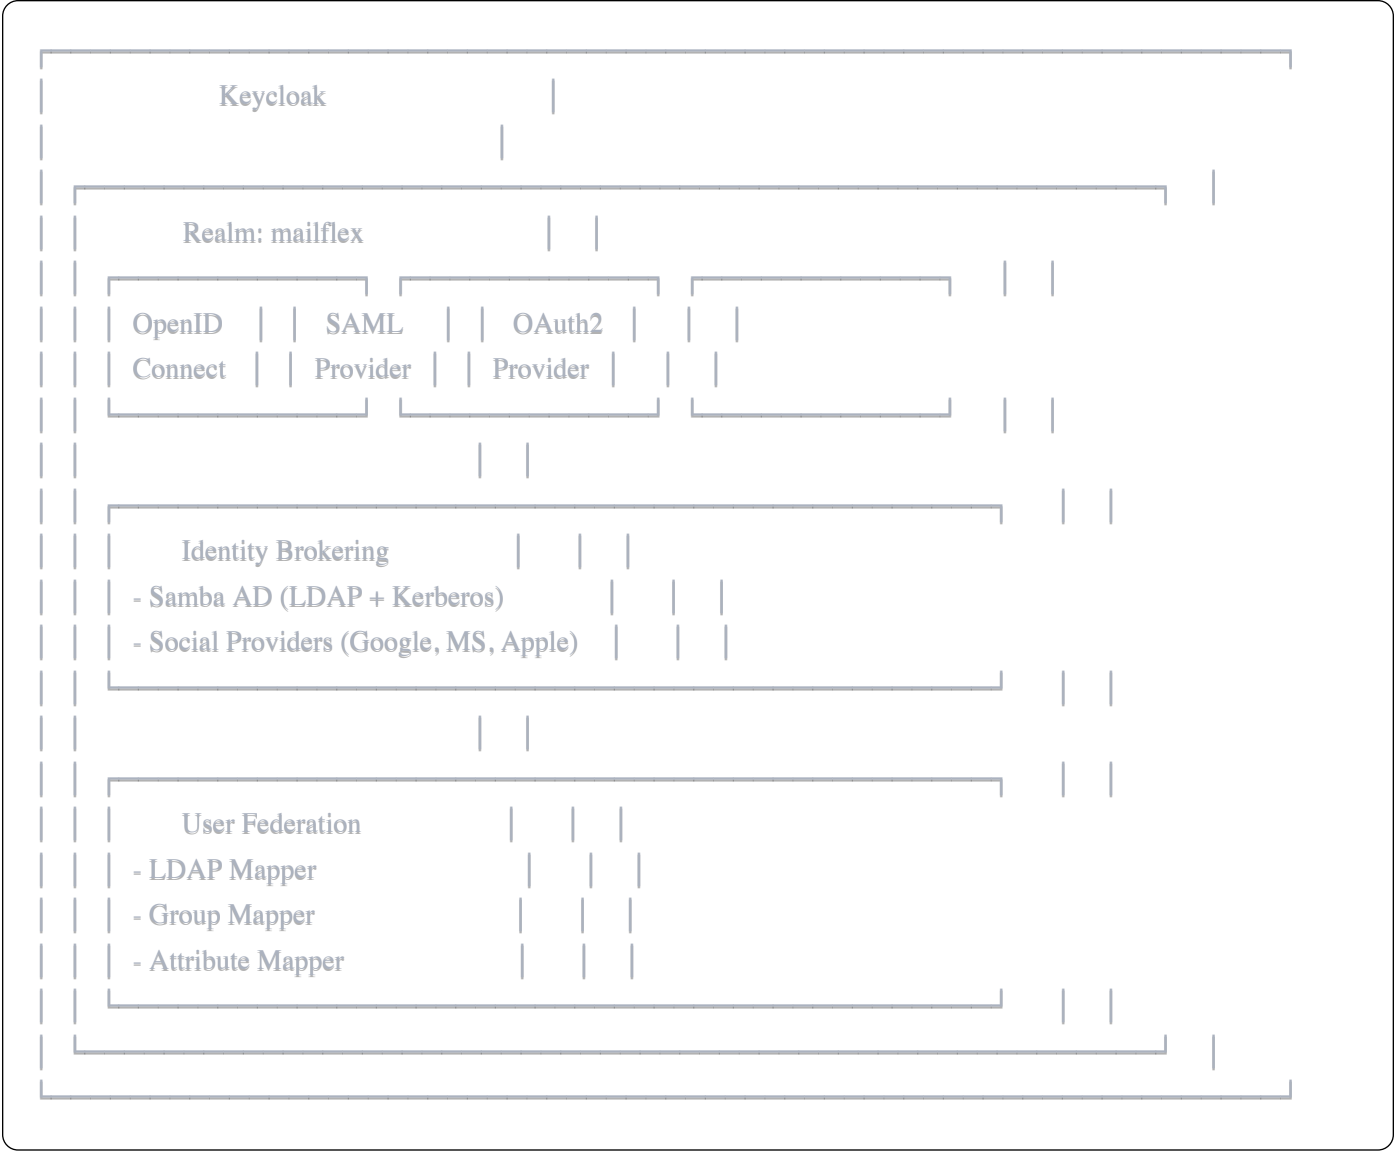 Keycloak
Realm: mailflex
OpenID SAML OAuth2
Connect Provider Provider
Identity Brokering
- Samba AD (LDAP + Kerberos)
- Social Providers (Google, MS, Apple)
User Federation
- LDAP Mapper
- Group Mapper
- Attribute Mapper